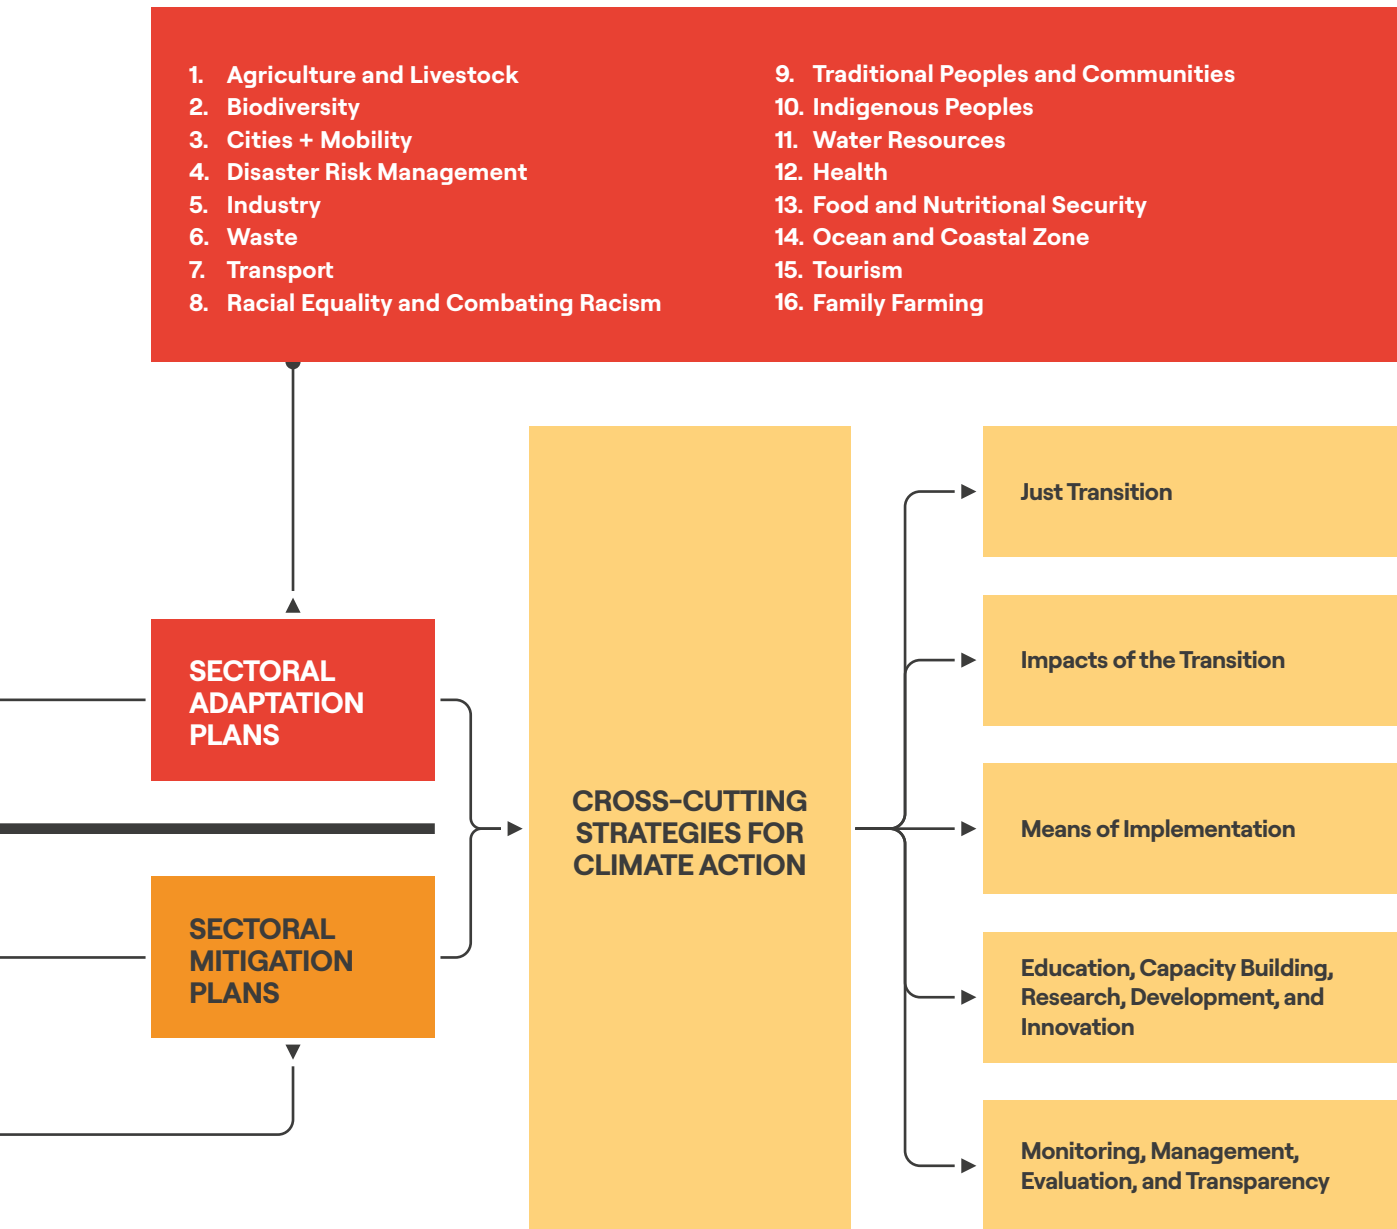 1. Agriculture and Livestock
2. Biodiversity
3. Cities + Mobility
4. Disaster Risk Management
5. Industry
6. Waste
7. Transport
8. Racial Equality and Combating Racism
9. Traditional Peoples and Communities
10. Indigenous Peoples
11. Water Resources
12. Health
13. Food and Nutritional Security
14. Ocean and Coastal Zone
15. Tourism
16. Family Farming
SECTORAL
ADAPTATION
PLANS
SECTORAL
MITIGATION
PLANS
CROSS-CUTTING
STRATEGIES FOR
CLIMATE ACTION
Just Transition
Impacts of the Transition
Means of Implementation
Education, Capacity Building,
Research, Development, and
Innovation
Monitoring, Management,
Evaluation, and Transparency